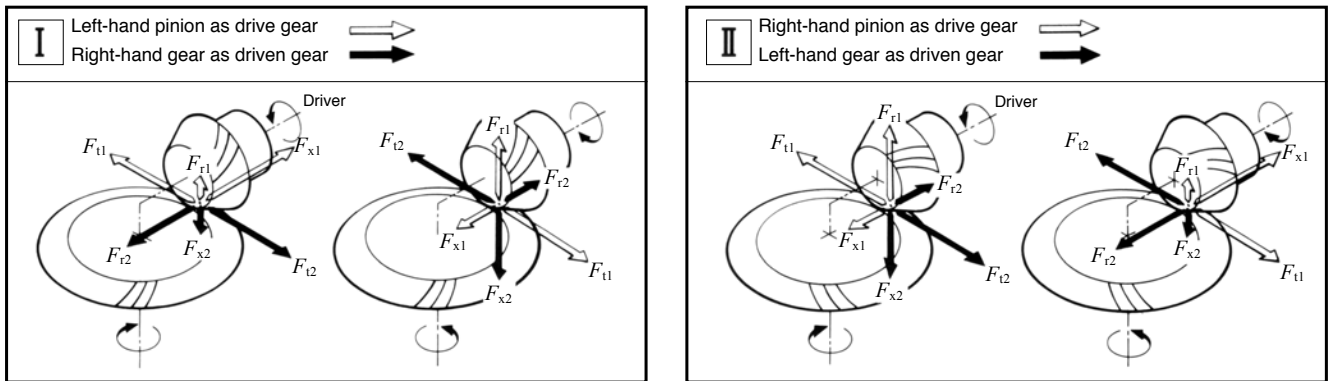 I
Left-hand pinion as drive gear
Right-hand gear as driven gear
Driver
Ft1
Fr1
Fx1
Fr2
Fx2
Ft2
Ft2
Fr1
Fr2
Fx1
Fx2
Ft1
II
Right-hand pinion as drive gear
Left-hand gear as driven gear
Driver
Ft1
Fr1
Fr2
Fx1
Fx2
Ft2
Ft2
Fr1
Fx1
Fr2
Fx2
Ft1